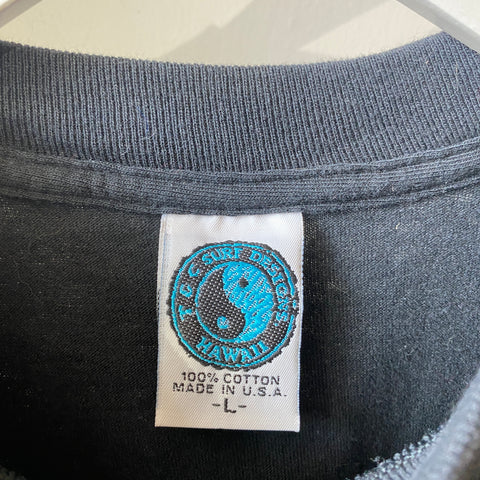 T & C SURF DESIGNS
HAWAII
100% COTTON
MADE IN U.S.A.
-L-